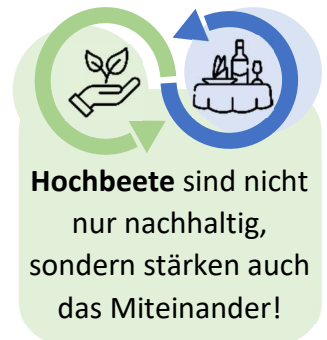 Hochbeete sind nicht
nur nachhaltig,
sondern stärken auch
das Miteinander!